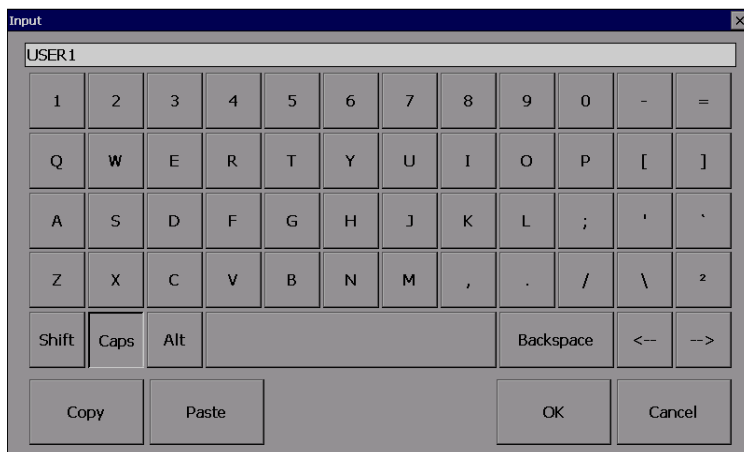 Input
USER1
1 2 3 4 5 6 7 8 9 0 - =
Q W E R T Y U I O P [ ]
A S D F G H J K L ; ' `
Z X C V B N M , . / \ ²
Shift Caps Alt Backspace <-- -->
Copy Paste OK Cancel